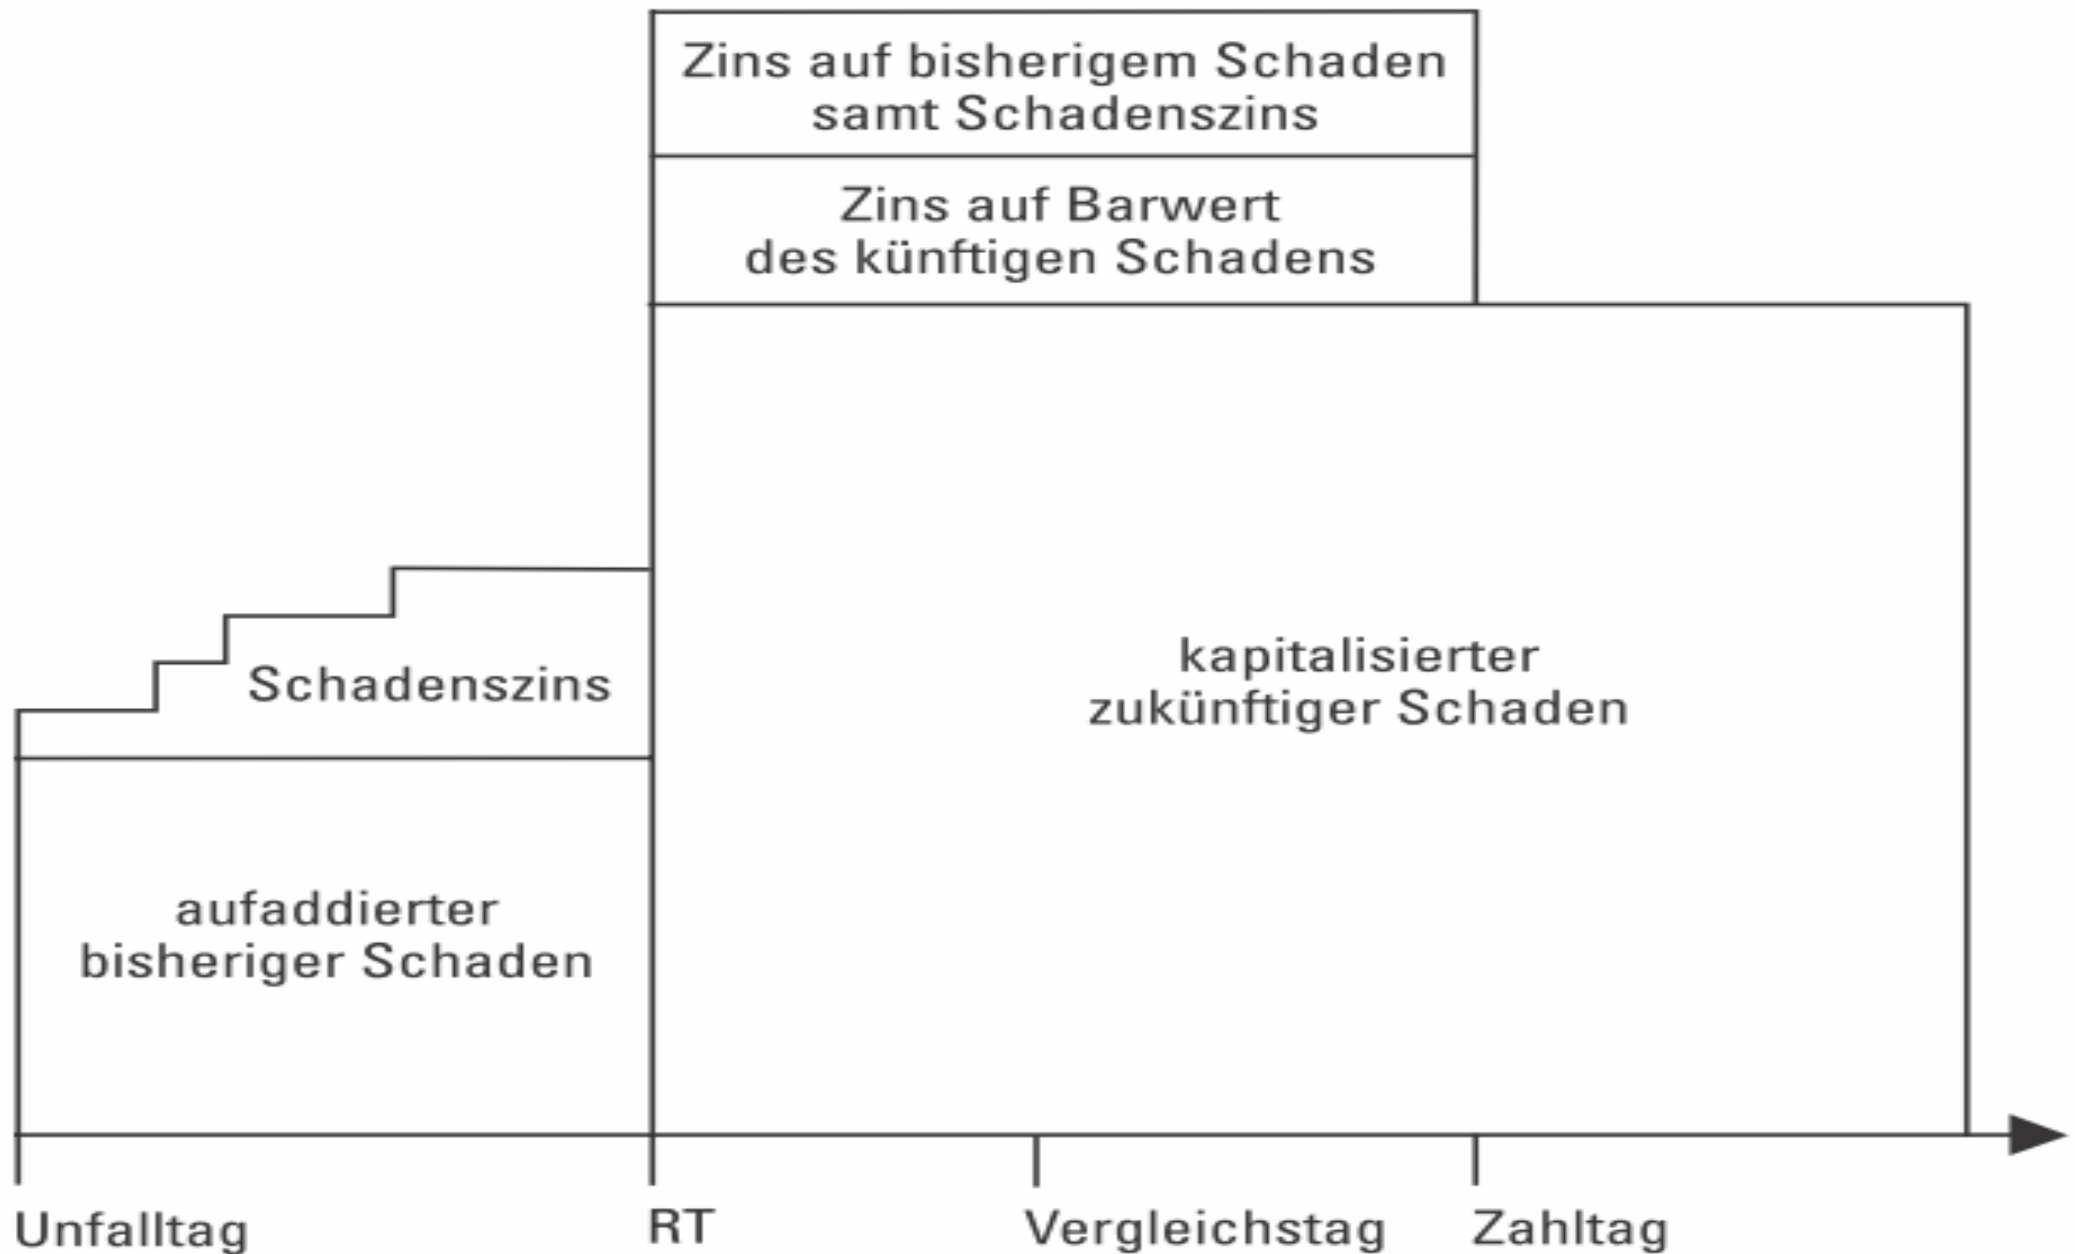 Zins auf bisherigem Schaden
samt Schadenszins
Zins auf Barwert
des künftigen Schadens
Schadenszins
kapitalisierter
zukünftiger Schaden
aufaddierter
bisheriger Schaden
Unfalltag
RT
Vergleichstag
Zahltag